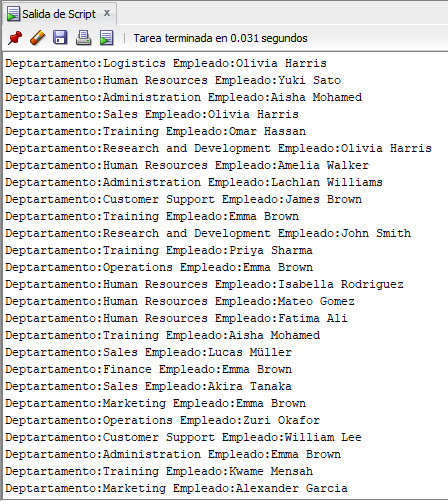 Salida de Script x
Tarea terminada en 0.031 segundos
Deptartamento:Logistics Empleado:Olivia Harris
Deptartamento:Human Resources Empleado:Yuki Sato
Deptartamento:Administration Empleado:Aisha Mohamed
Deptartamento:Sales Empleado:Olivia Harris
Deptartamento:Training Empleado:Omar Hassan
Deptartamento:Research and Development Empleado:Olivia Harris
Deptartamento:Human Resources Empleado:Amelia Walker
Deptartamento:Administration Empleado:Lachlan Williams
Deptartamento:Customer Support Empleado:James Brown
Deptartamento:Training Empleado:Emma Brown
Deptartamento:Research and Development Empleado:John Smith
Deptartamento:Training Empleado:Priya Sharma
Deptartamento:Operations Empleado:Emma Brown
Deptartamento:Human Resources Empleado:Isabella Rodriguez
Deptartamento:Human Resources Empleado:Mateo Gomez
Deptartamento:Human Resources Empleado:Fatima Ali
Deptartamento:Training Empleado:Aisha Mohamed
Deptartamento:Sales Empleado:Lucas Müller
Deptartamento:Finance Empleado:Emma Brown
Deptartamento:Sales Empleado:Akira Tanaka
Deptartamento:Marketing Empleado:Emma Brown
Deptartamento:Operations Empleado:Zuri Okafor
Deptartamento:Customer Support Empleado:William Lee
Deptartamento:Administration Empleado:Emma Brown
Deptartamento:Training Empleado:Kwame Mensah
Deptartamento:Marketing Empleado:Alexander Garcia